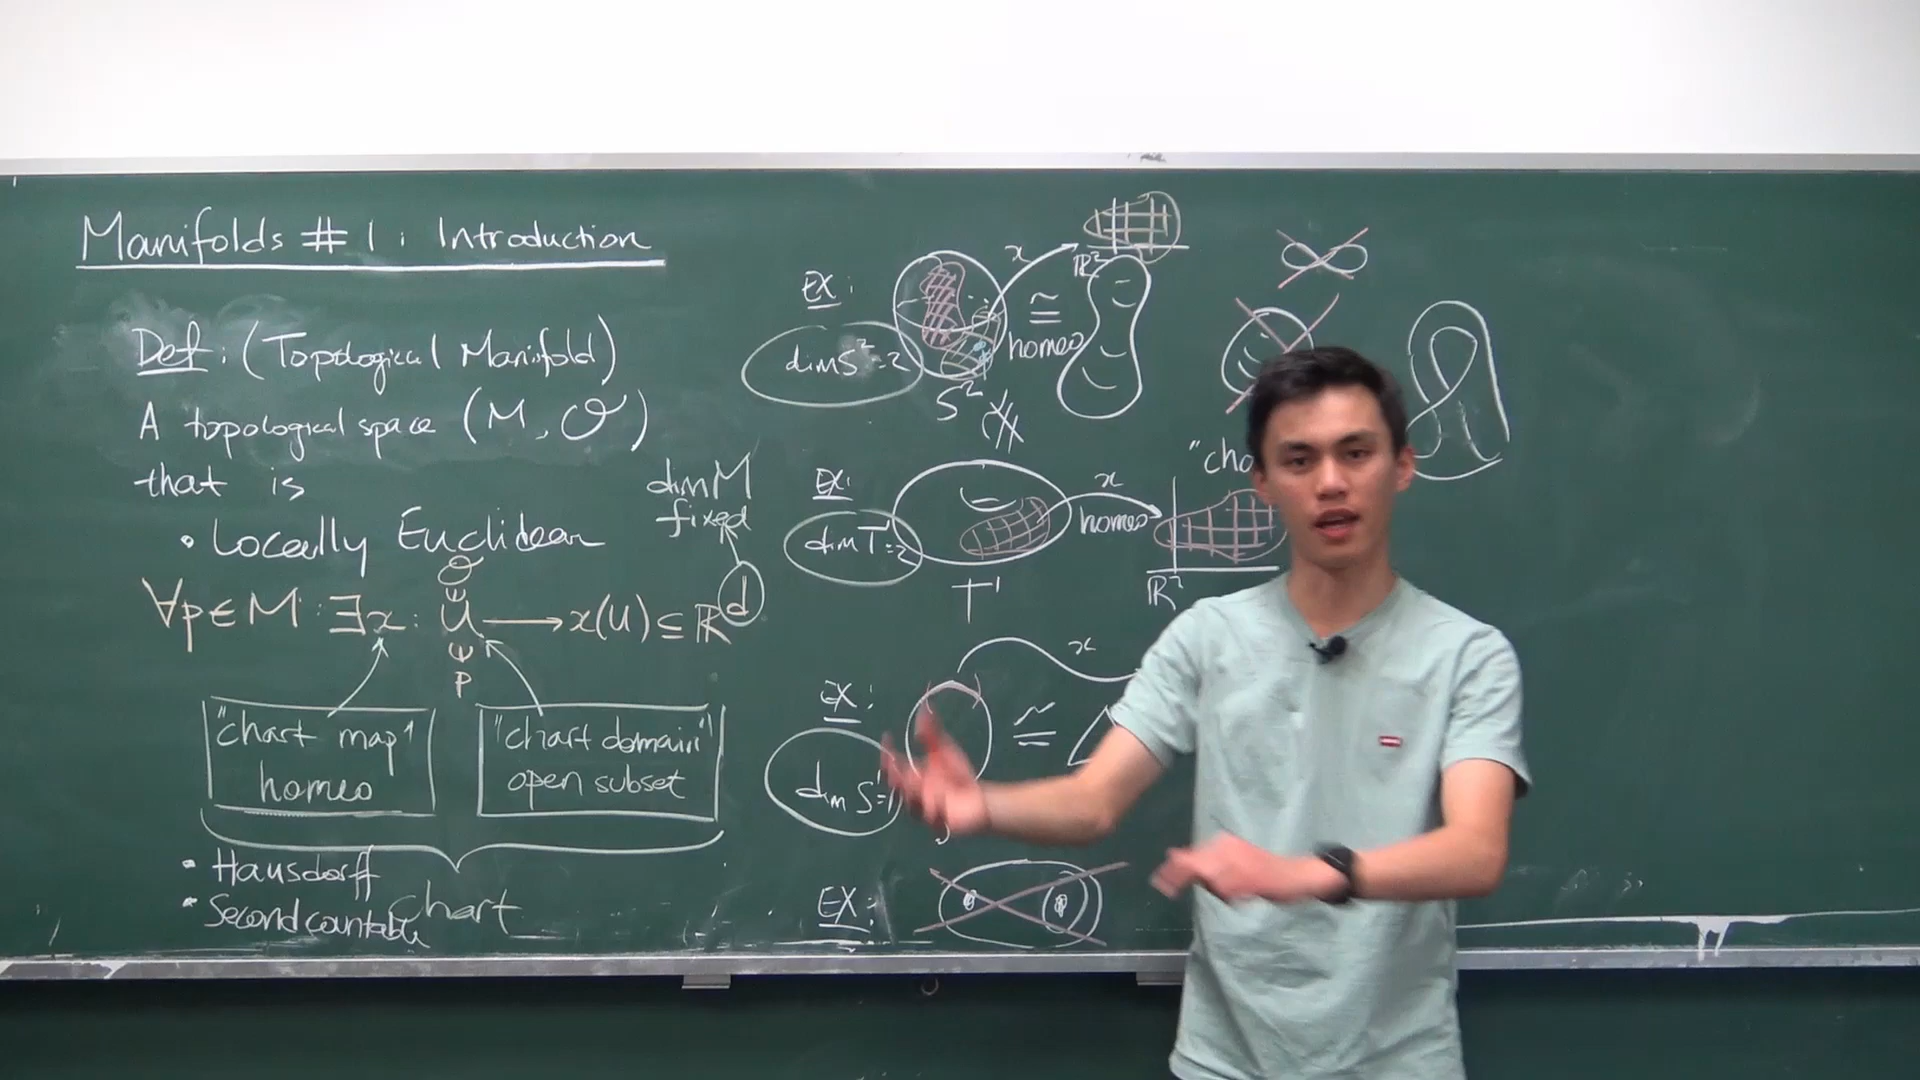 Manifolds #1: Introduction
Def: (Topological Manifold)
A topological space (M, 𝒪)
that is
• Locally Euclidean
dim M
fixed
𝒪
∀p∈M: ∃x: U ⟶ x(U) ⊆ ℝᵈ
p
"chart map"
homeo
"chart domain"
open subset
• Hausdorff
• Second countable
Chart
EX:
dim S²=2
S²
x
≅
homeo
ℝ²
EX:
dim T¹=2
T¹
x
homeo
ℝ²
EX:
dim S¹=1
x
≅
EX: